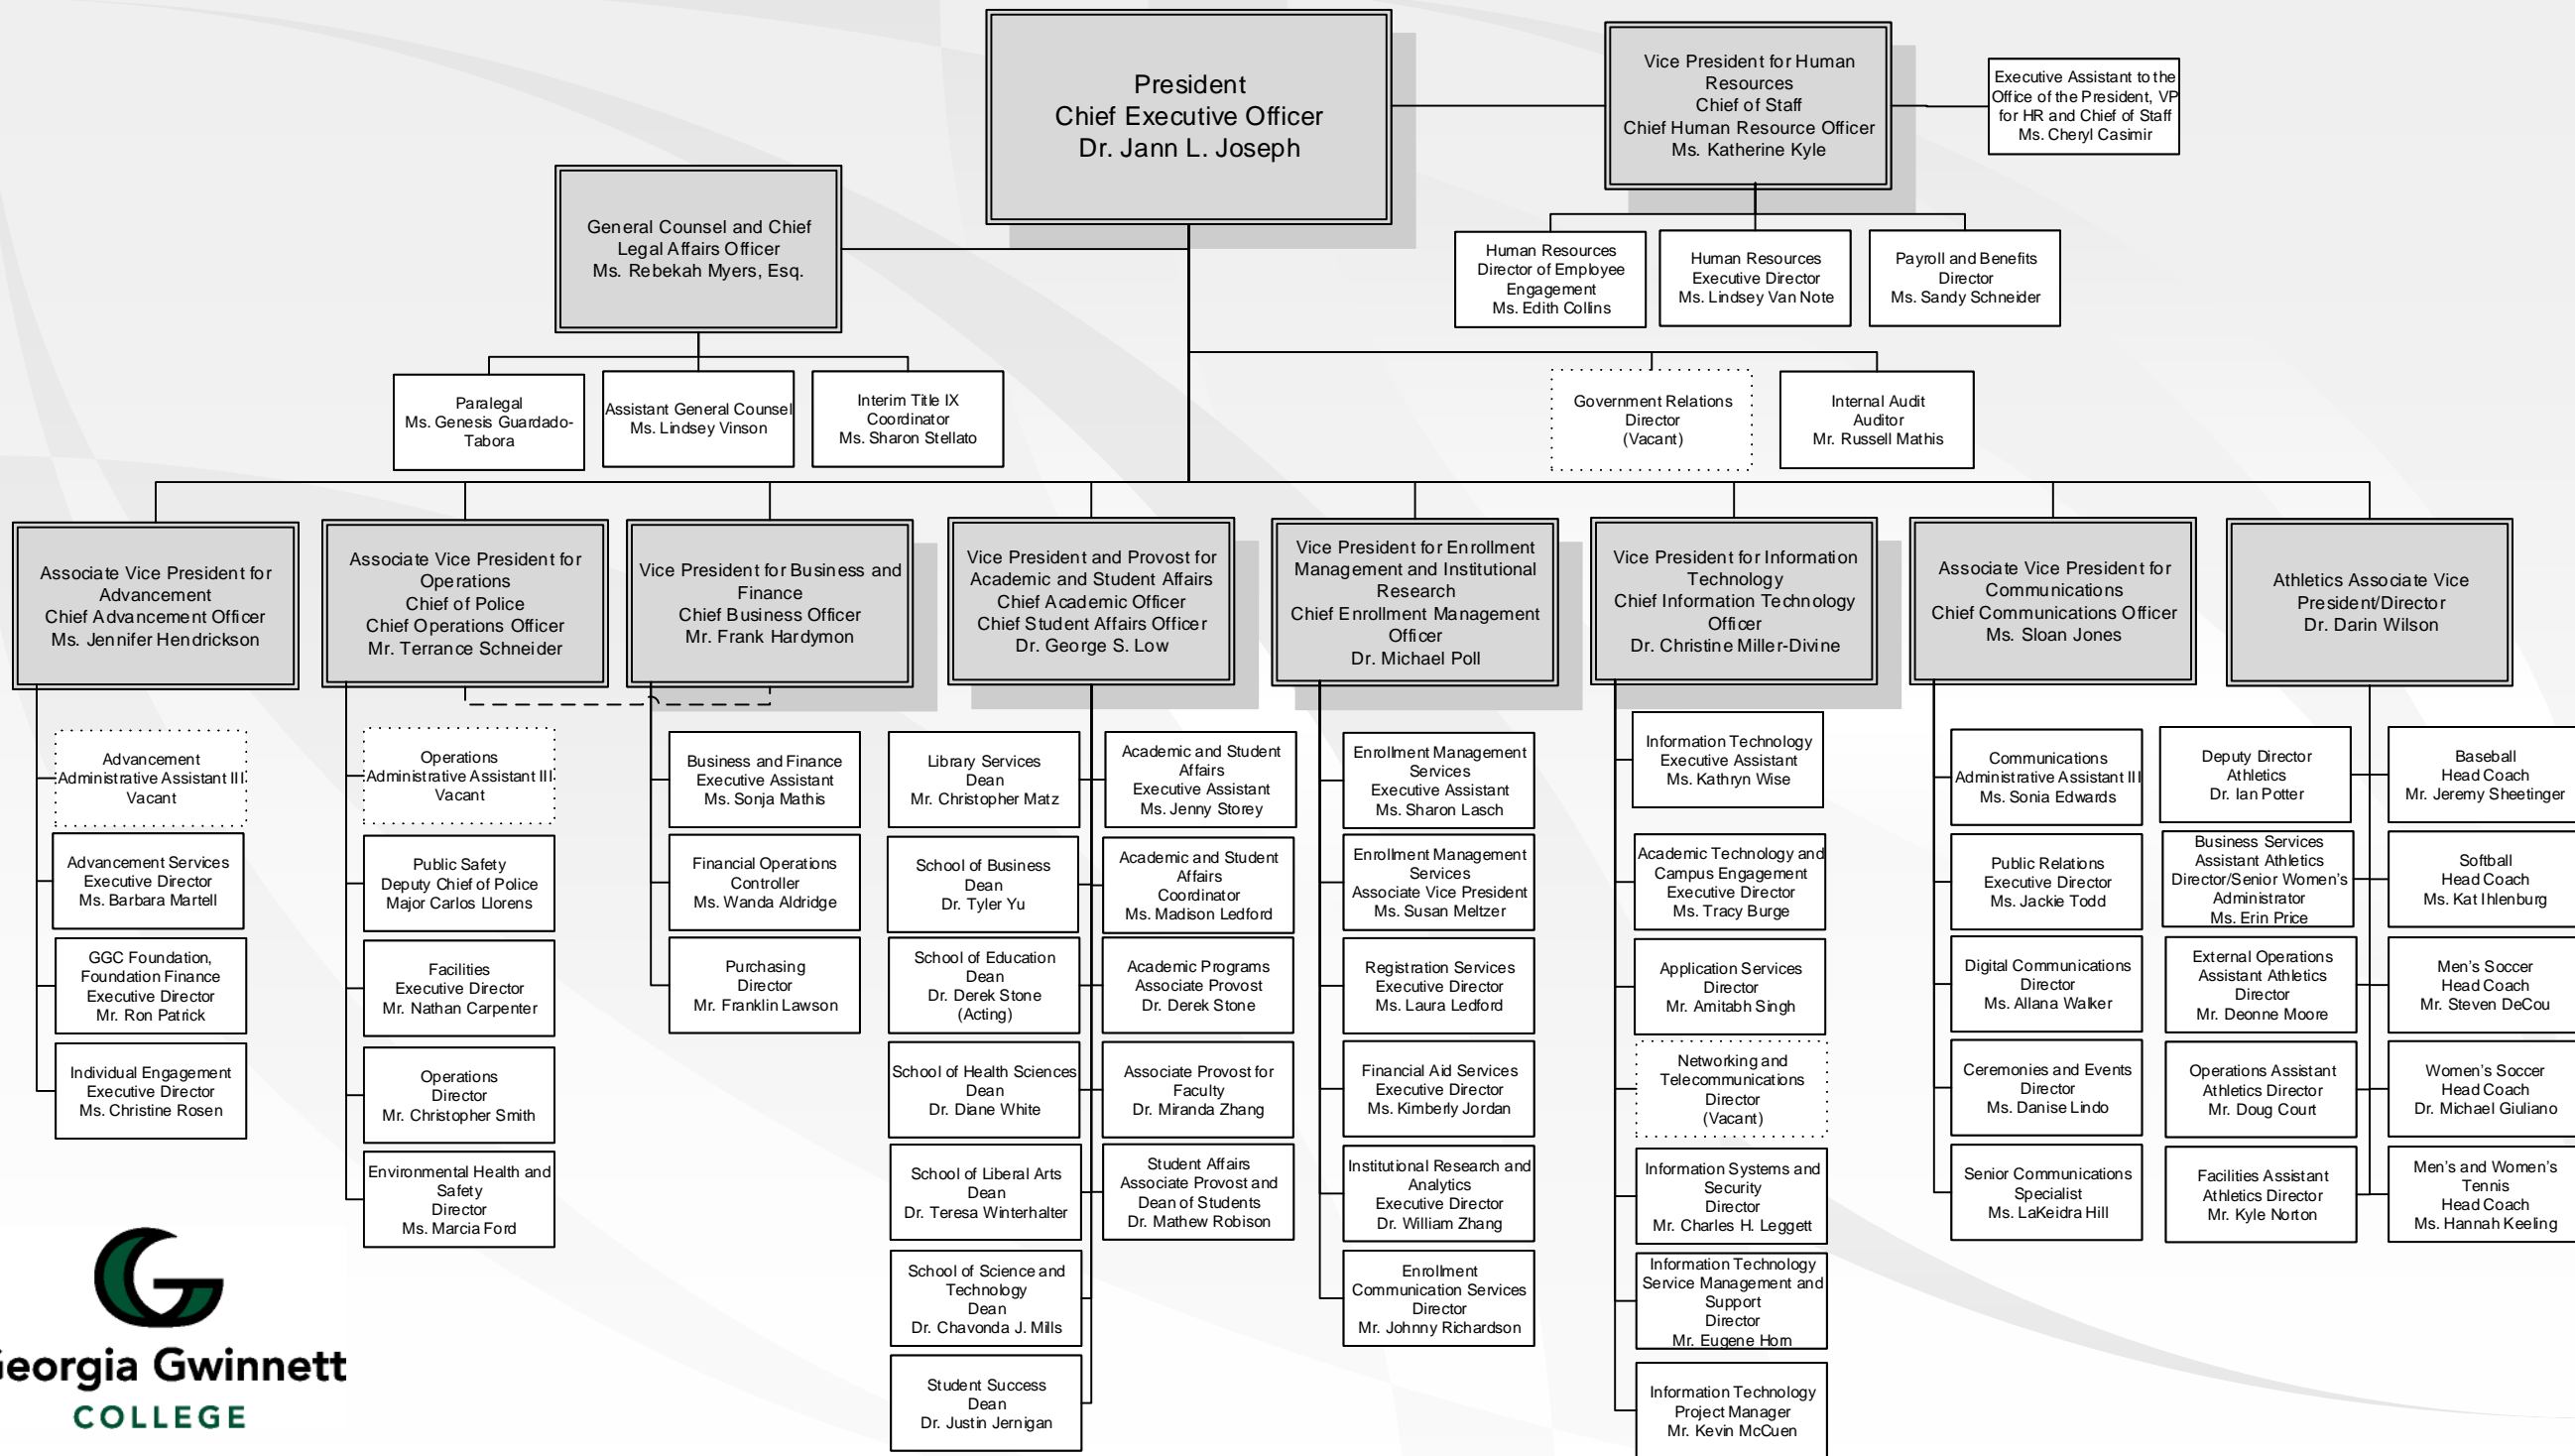 President
Chief Executive Officer
Dr. Jann L. Joseph
Vice President for Human
Resources
Chief of Staff
Chief Human Resource Officer
Ms. Katherine Kyle
Executive Assistant to the
Office of the President, VP
for HR and Chief of Staff
Ms. Cheryl Casimir
General Counsel and Chief
Legal Affairs Officer
Ms. Rebekah Myers, Esq.
Human Resources
Director of Employee
Engagement
Ms. Edith Collins
Human Resources
Executive Director
Ms. Lindsey Van Note
Payroll and Benefits
Director
Ms. Sandy Schneider
Paralegal
Ms. Genesis Guardado-
Tabora
Assistant General Counsel
Ms. Lindsey Vinson
Interim Title IX
Coordinator
Ms. Sharon Stellato
Government Relations
Director
(Vacant)
Internal Audit
Auditor
Mr. Russell Mathis
Associate Vice President for
Advancement
Chief Advancement Officer
Ms. Jennifer Hendrickson
Associate Vice President for
Operations
Chief of Police
Chief Operations Officer
Mr. Terrance Schneider
Vice President for Business and
Finance
Chief Business Officer
Mr. Frank Hardymon
Vice President and Provost for
Academic and Student Affairs
Chief Academic Officer
Chief Student Affairs Officer
Dr. George S. Low
Vice President for Enrollment
Management and Institutional
Research
Chief Enrollment Management
Officer
Dr. Michael Poll
Vice President for Information
Technology
Chief Information Technology
Officer
Dr. Christine Miller-Divine
Associate Vice President for
Communications
Chief Communications Officer
Ms. Sloan Jones
Athletics Associate Vice
President/Director
Dr. Darin Wilson
Advancement
Administrative Assistant III
Vacant
Advancement Services
Executive Director
Ms. Barbara Martell
GGC Foundation,
Foundation Finance
Executive Director
Mr. Ron Patrick
Individual Engagement
Executive Director
Ms. Christine Rosen
Operations
Administrative Assistant III
Vacant
Public Safety
Deputy Chief of Police
Major Carlos Llorens
Facilities
Executive Director
Mr. Nathan Carpenter
Operations
Director
Mr. Christopher Smith
Environmental Health and
Safety
Director
Ms. Marcia Ford
Business and Finance
Executive Assistant
Ms. Sonja Mathis
Financial Operations
Controller
Ms. Wanda Aldridge
Purchasing
Director
Mr. Franklin Lawson
Library Services
Dean
Mr. Christopher Matz
School of Business
Dean
Dr. Tyler Yu
School of Education
Dean
Dr. Derek Stone
(Acting)
School of Health Sciences
Dean
Dr. Diane White
School of Liberal Arts
Dean
Dr. Teresa Winterhalter
School of Science and
Technology
Dean
Dr. Chavonda J. Mills
Student Success
Dean
Dr. Justin Jernigan
Academic and Student
Affairs
Executive Assistant
Ms. Jenny Storey
Academic and Student
Affairs
Coordinator
Ms. Madison Ledford
Academic Programs
Associate Provost
Dr. Derek Stone
Associate Provost for
Faculty
Dr. Miranda Zhang
Student Affairs
Associate Provost and
Dean of Students
Dr. Mathew Robison
Enrollment Management
Services
Executive Assistant
Ms. Sharon Lasch
Enrollment Management
Services
Associate Vice President
Ms. Susan Meltzer
Registration Services
Executive Director
Ms. Laura Ledford
Financial Aid Services
Executive Director
Ms. Kimberly Jordan
Institutional Research and
Analytics
Executive Director
Dr. William Zhang
Enrollment
Communication Services
Director
Mr. Johnny Richardson
Information Technology
Executive Assistant
Ms. Kathryn Wise
Academic Technology and
Campus Engagement
Executive Director
Ms. Tracy Burge
Application Services
Director
Mr. Amitabh Singh
Networking and
Telecommunications
Director
(Vacant)
Information Systems and
Security
Director
Mr. Charles H. Leggett
Information Technology
Service Management and
Support
Director
Mr. Eugene Horn
Information Technology
Project Manager
Mr. Kevin McCuen
Communications
Administrative Assistant III
Ms. Sonia Edwards
Public Relations
Executive Director
Ms. Jackie Todd
Digital Communications
Director
Ms. Allana Walker
Ceremonies and Events
Director
Ms. Danise Lindo
Senior Communications
Specialist
Ms. LaKeidra Hill
Deputy Director
Athletics
Dr. Ian Potter
Business Services
Assistant Athletics
Director/Senior Women's
Administrator
Ms. Erin Price
External Operations
Assistant Athletics
Director
Mr. Deonne Moore
Operations Assistant
Athletics Director
Mr. Doug Court
Facilities Assistant
Athletics Director
Mr. Kyle Norton
Baseball
Head Coach
Mr. Jeremy Sheetinger
Softball
Head Coach
Ms. Kat Ihlenburg
Men's Soccer
Head Coach
Mr. Steven DeCou
Women's Soccer
Head Coach
Dr. Michael Giuliano
Men's and Women's
Tennis
Head Coach
Ms. Hannah Keeling
Georgia Gwinnett
COLLEGE